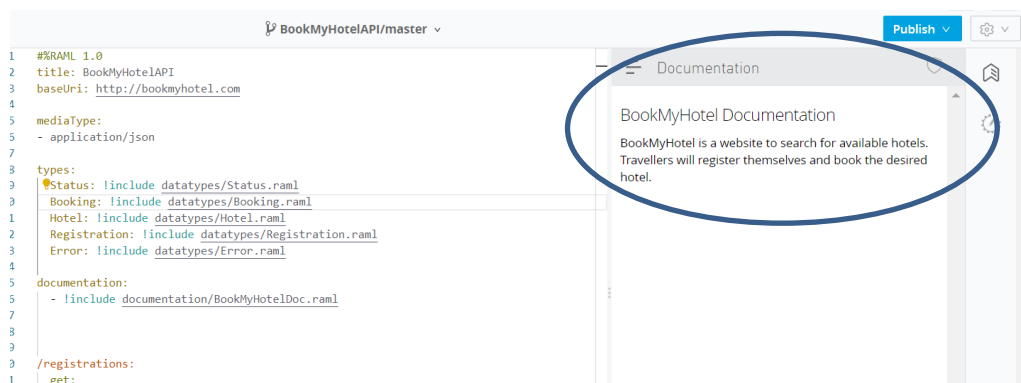 BookMyHotelAPI/master
Publish
1 #%RAML 1.0
2 title: BookMyHotelAPI
3 baseUri: http://bookmyhotel.com
4
5 mediaType:
6 - application/json
7
8 types:
9 Status: !include datatypes/Status.raml
0 Booking: !include datatypes/Booking.raml
1 Hotel: !include datatypes/Hotel.raml
2 Registration: !include datatypes/Registration.raml
3 Error: !include datatypes/Error.raml
4
5 documentation:
6 - !include documentation/BookMyHotelDoc.raml
7
8
9
0 /registrations:
1 get:
Documentation
BookMyHotel Documentation
BookMyHotel is a website to search for available hotels.
Travellers will register themselves and book the desired
hotel.